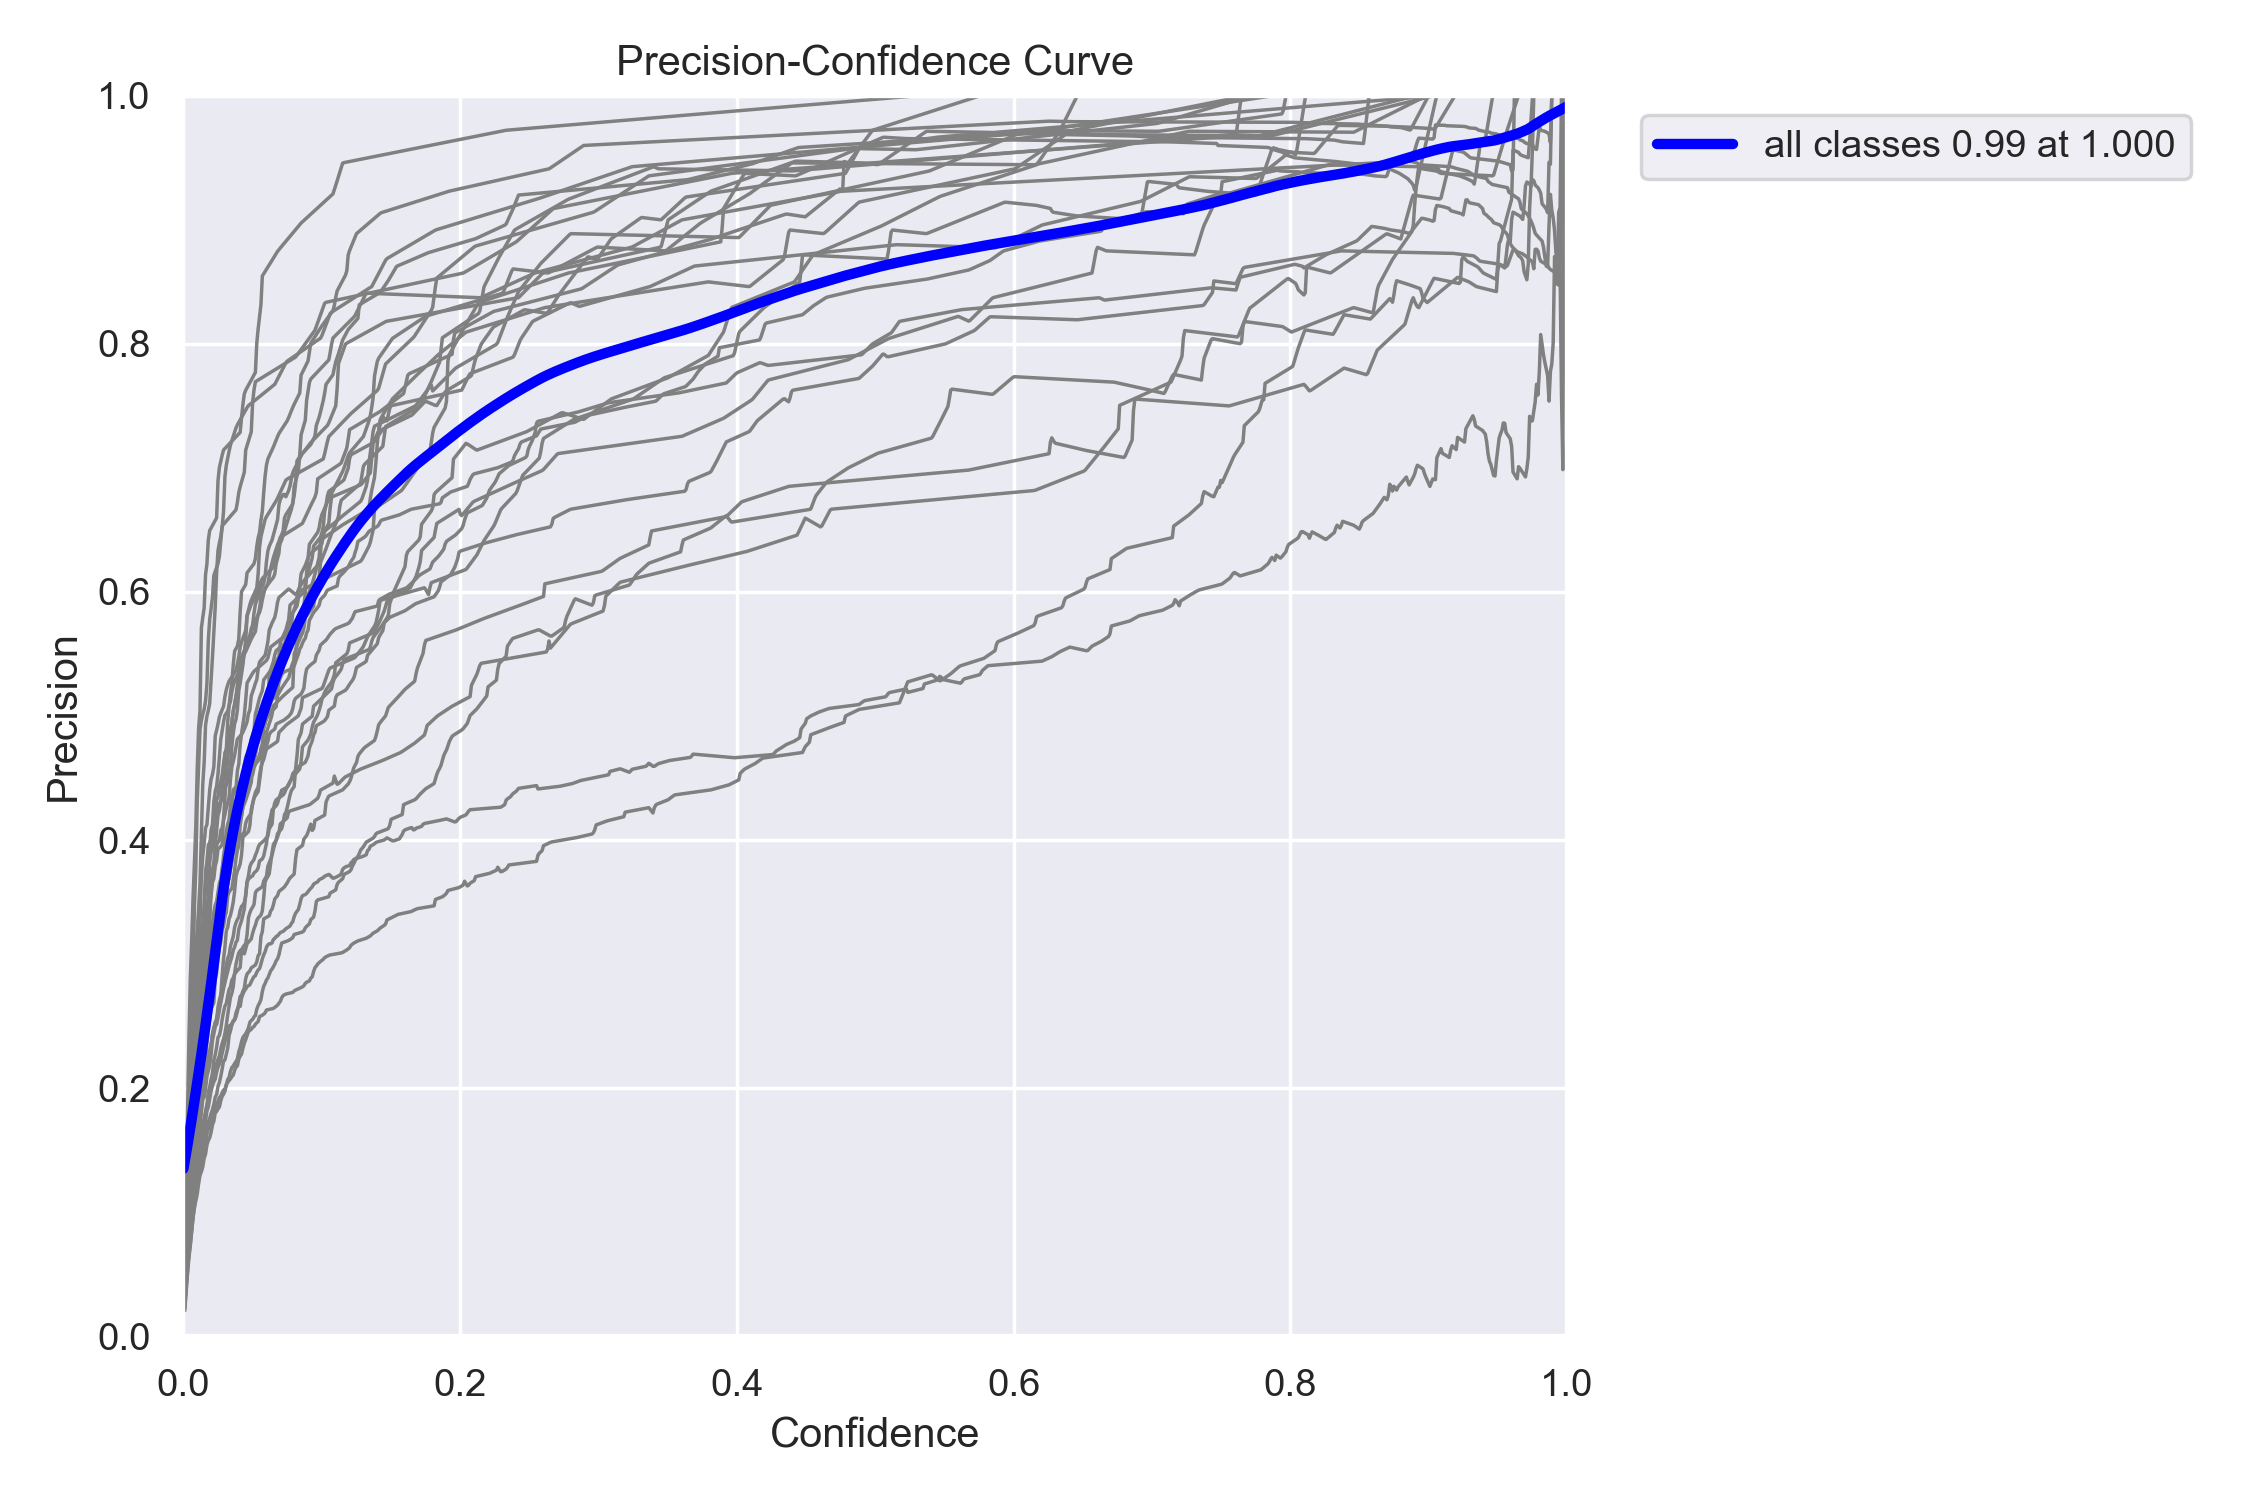 Precision-Confidence Curve
1.0
0.8
0.6
0.4
0.2
0.0
Precision
0.0 0.2 0.4 0.6 0.8 1.0
Confidence
all classes 0.99 at 1.000